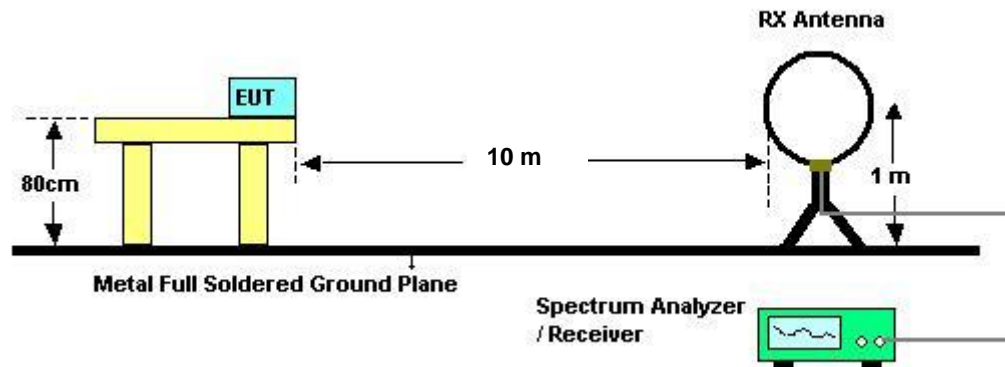 RX Antenna
EUT
10 m
80cm
1 m
Metal Full Soldered Ground Plane
Spectrum Analyzer
/ Receiver